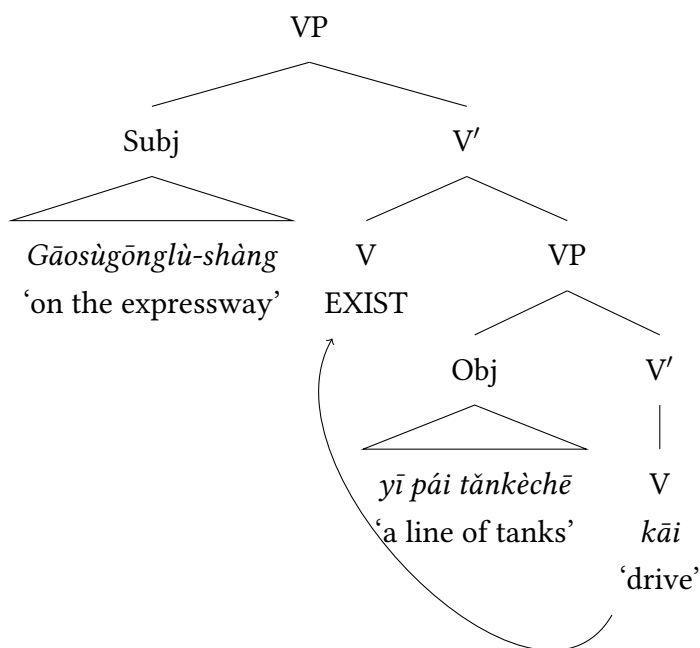 VP
Subj V′
Gāosùgōnglù-shàng V VP
‘on the expressway’ EXIST
Obj V′
yī pái tǎnkèchē V
‘a line of tanks’ kāi
‘drive’